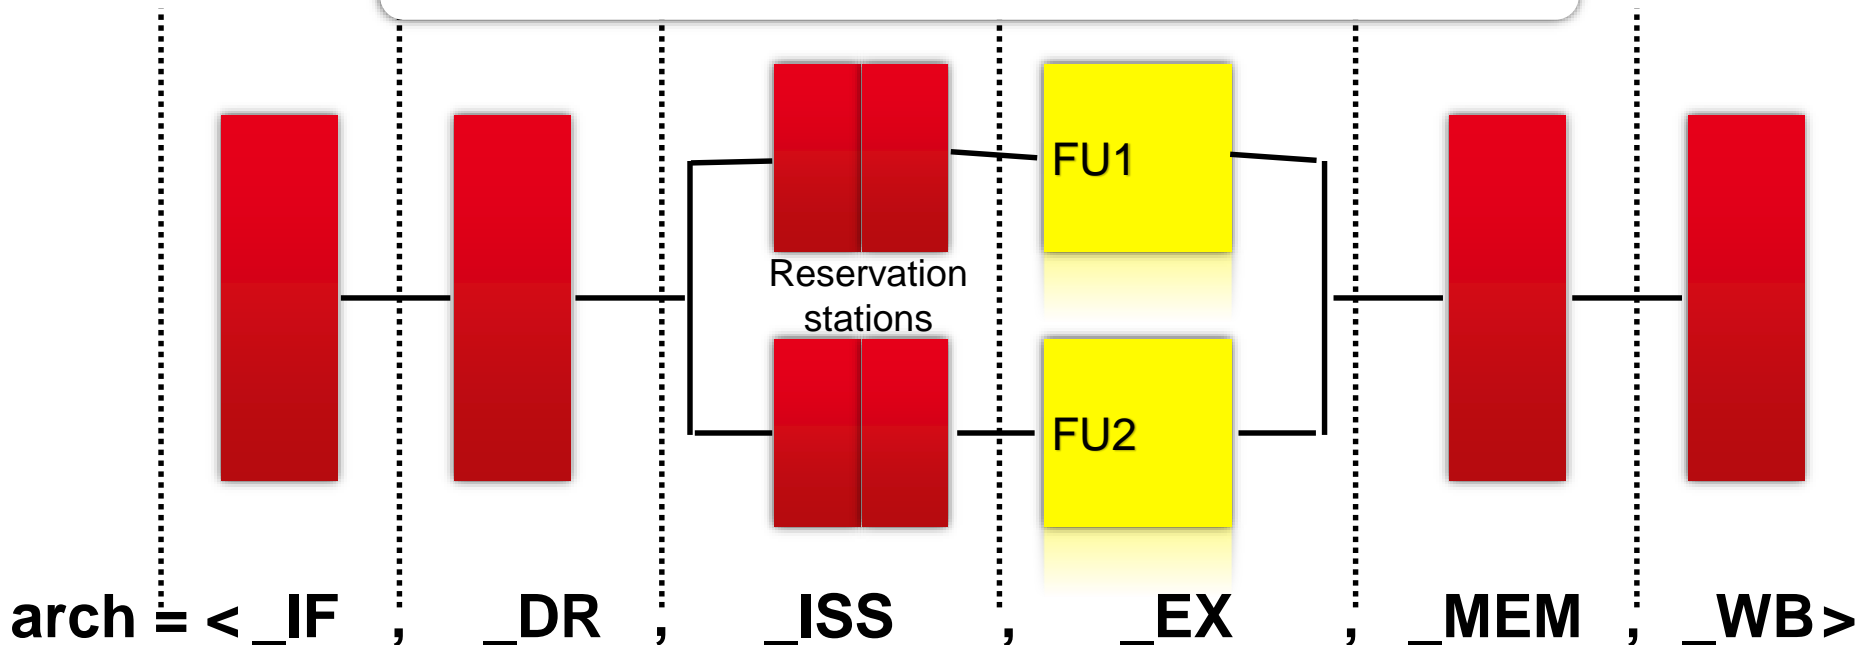 FU1
Reservation
stations
FU2
arch = < _IF , _DR , _ISS , _EX , _MEM , _WB >